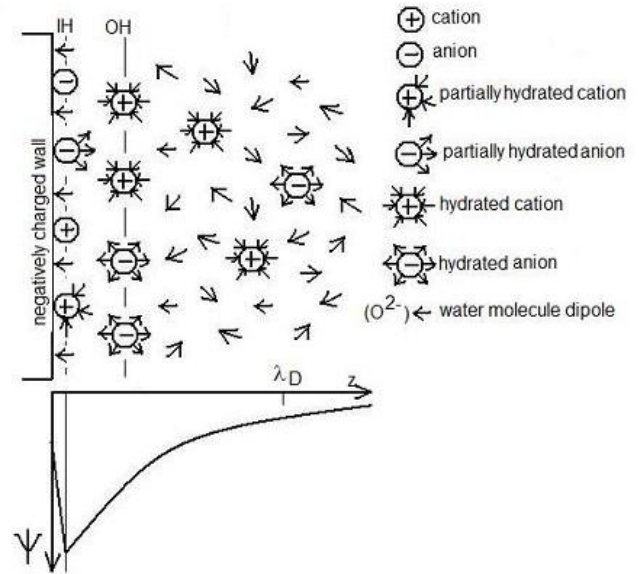 IH
OH
negatively charged wall
+ cation
− anion
partially hydrated cation
partially hydrated anion
hydrated cation
hydrated anion
(O²⁻) ← water molecule dipole
λD
z
Ψ